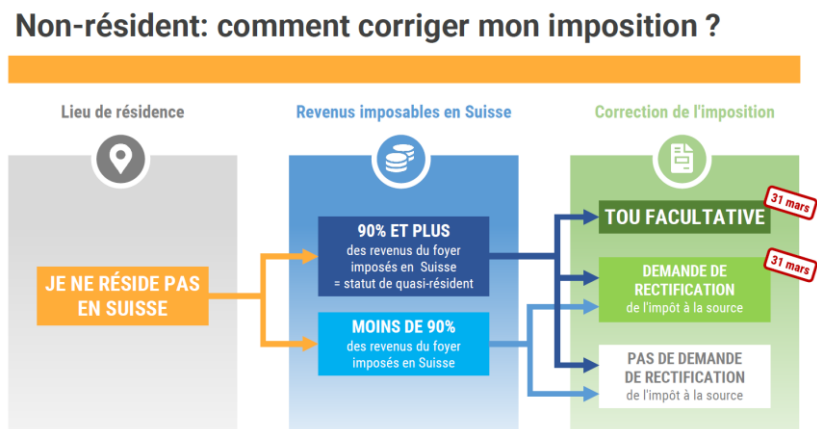 Non-résident: comment corriger mon imposition ?
Lieu de résidence
Revenus imposables en Suisse
Correction de l'imposition
JE NE RÉSIDE PAS
EN SUISSE
90% ET PLUS
des revenus du foyer
imposés en Suisse
= statut de quasi-résident
MOINS DE 90%
des revenus du foyer
imposés en Suisse
TOU FACULTATIVE
31 mars
DEMANDE DE
RECTIFICATION
de l'impôt à la source
31 mars
PAS DE DEMANDE
DE RECTIFICATION
de l'impôt à la source